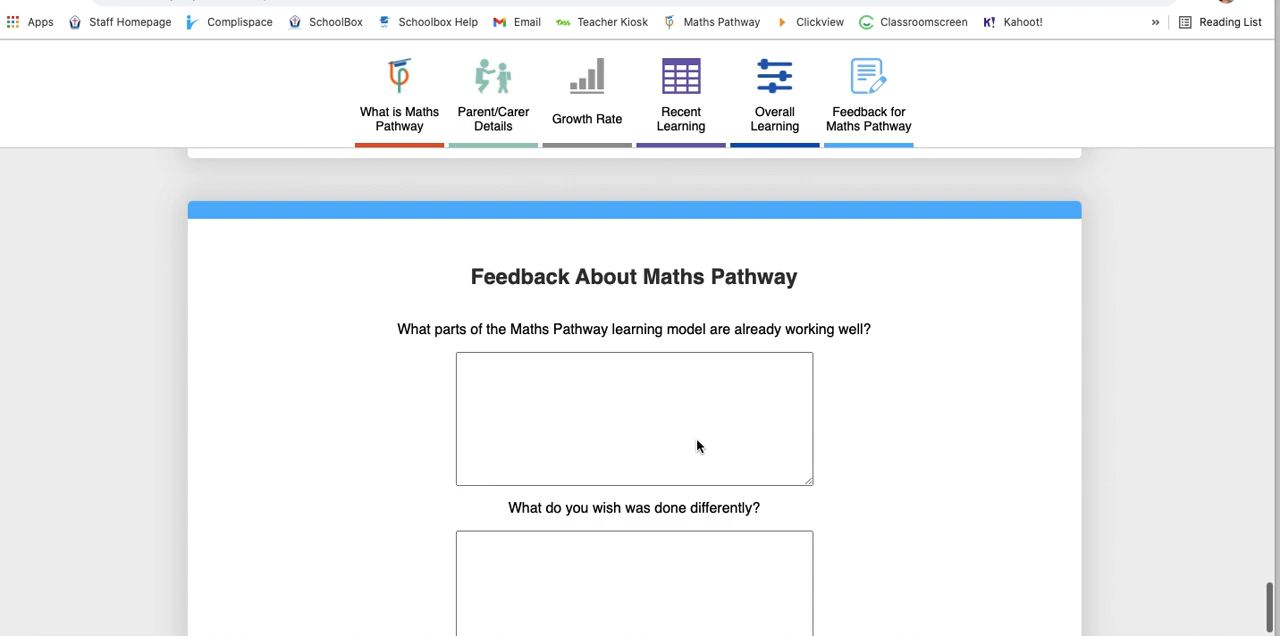 Apps Staff Homepage Complispace SchoolBox Schoolbox Help Email Teacher Kiosk Maths Pathway Clickview Classroomscreen K! Kahoot! » Reading List
What is Maths
Pathway
Parent/Carer
Details
Growth Rate
Recent
Learning
Overall
Learning
Feedback for
Maths Pathway
Feedback About Maths Pathway
What parts of the Maths Pathway learning model are already working well?
What do you wish was done differently?